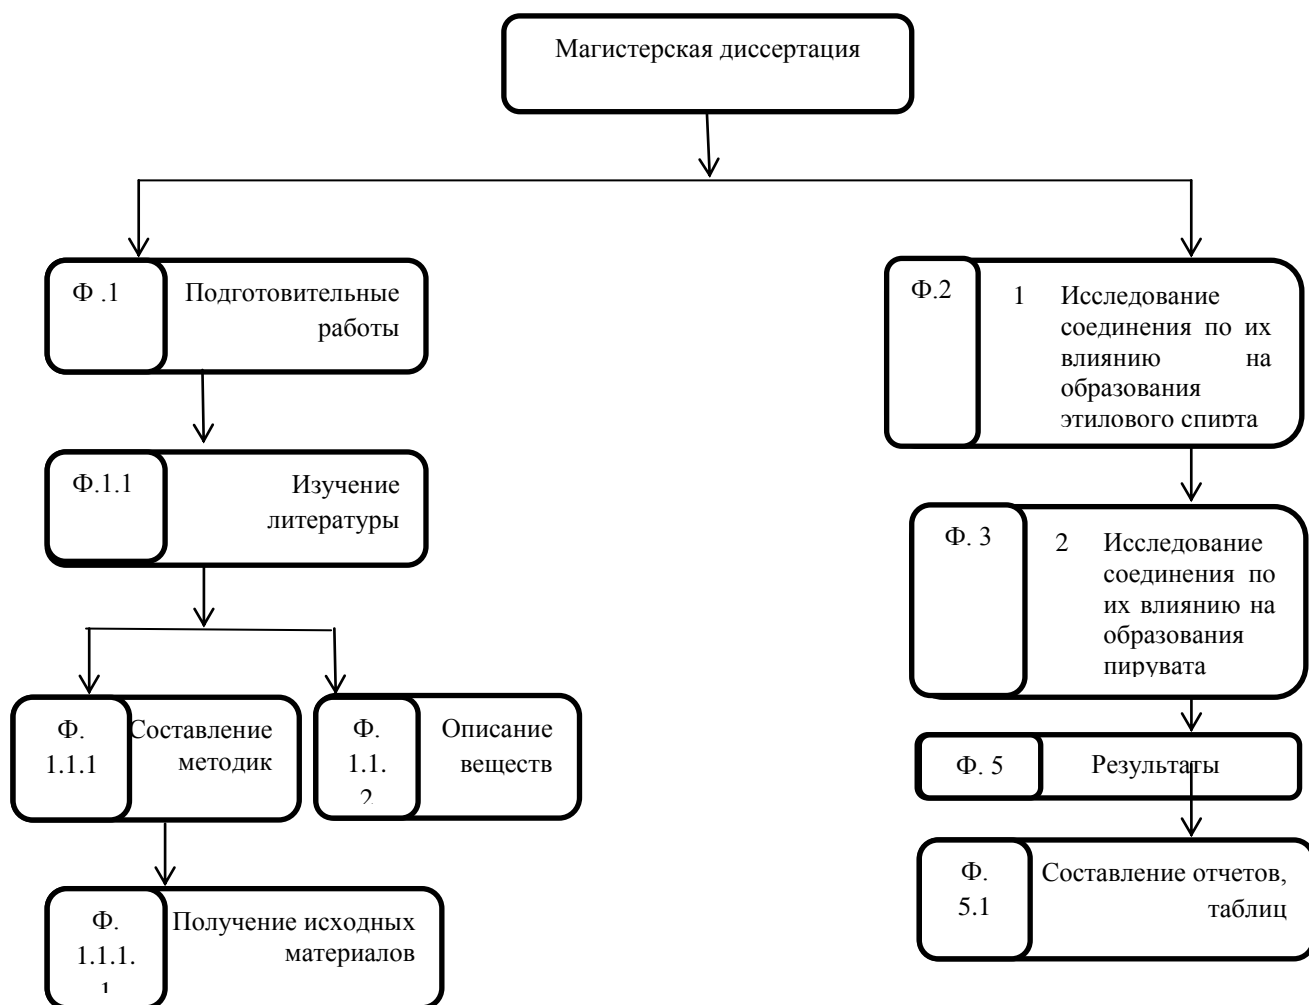 Магистерская диссертация
Ф .1
Подготовительные
работы
Ф.1.1
Изучение
литературы
Ф.
1.1.1
Составление
методик
Ф.
1.1.
2
Описание
веществ
Ф.
1.1.1.
1
Получение исходных
материалов
Ф.2
1 Исследование
соединения по их
влиянию на
образования
этилового спирта
Ф. 3
2 Исследование
соединения по
их влиянию на
образования
пирувата
Ф. 5
Результаты
Ф.
5.1
Составление отчетов,
таблиц